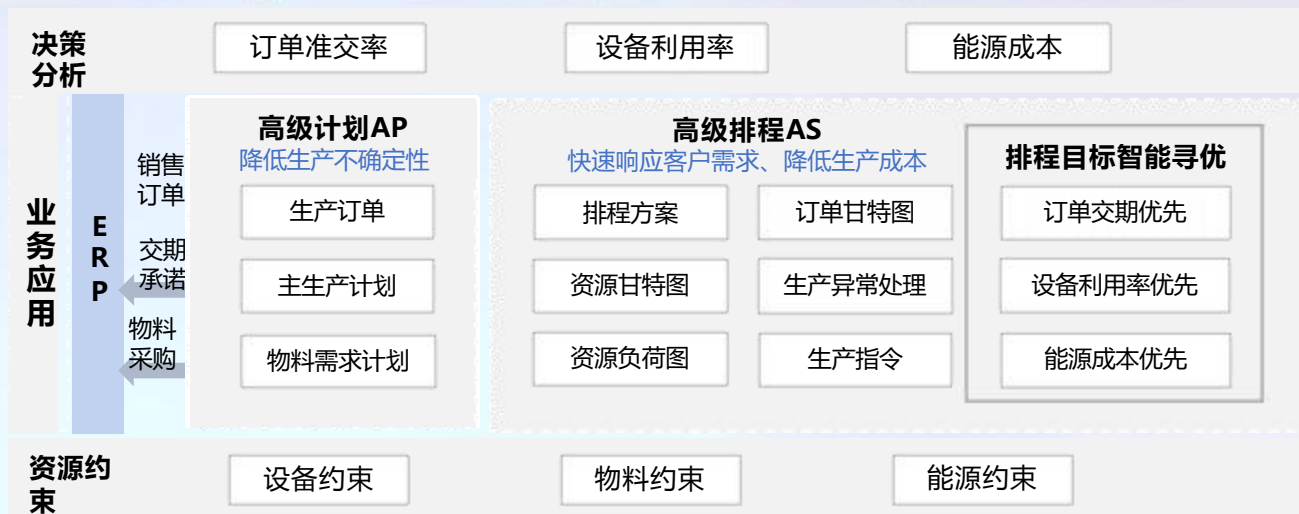 决策
分析
订单准交率
设备利用率
能源成本
业
务
应
用
E
R
P
销售
订单
交期
承诺
物料
采购
高级计划AP
降低生产不确定性
生产订单
主生产计划
物料需求计划
高级排程AS
快速响应客户需求、降低生产成本
排程方案
订单甘特图
资源甘特图
生产异常处理
资源负荷图
生产指令
排程目标智能寻优
订单交期优先
设备利用率优先
能源成本优先
资源约
束
设备约束
物料约束
能源约束